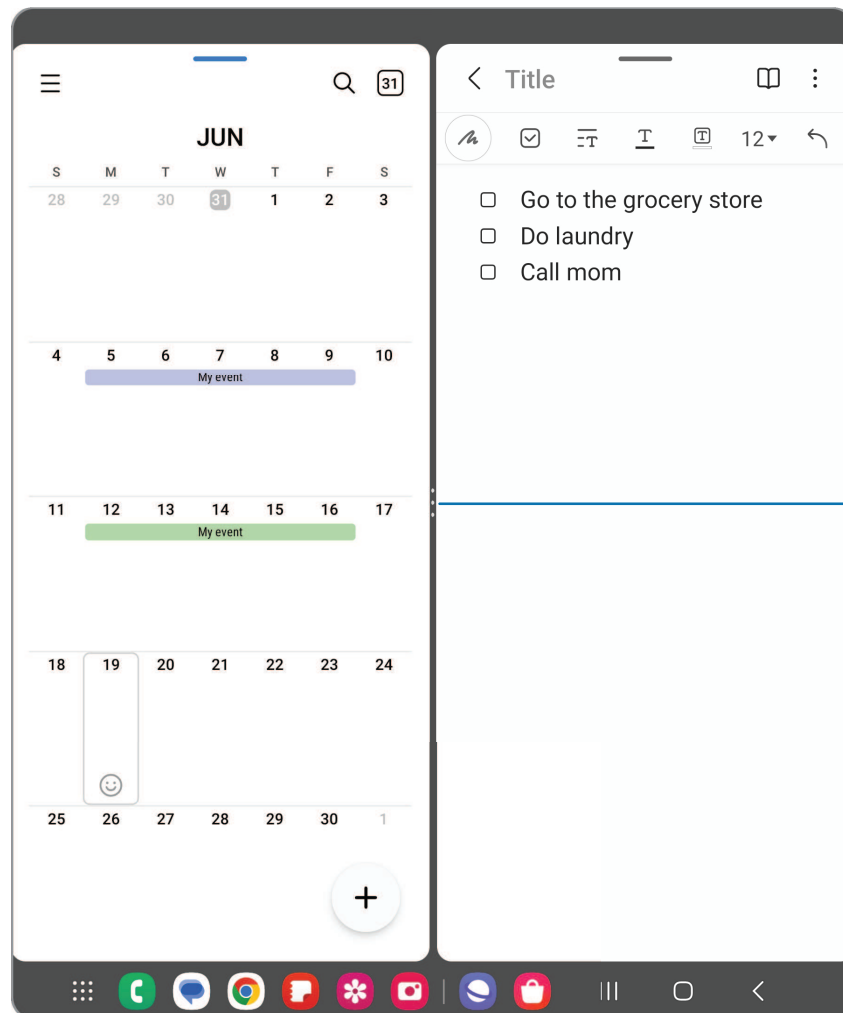 31
JUN
S M T W T F S
28 29 30 31 1 2 3
4 5 6 7 8 9 10
My event
11 12 13 14 15 16 17
My event
18 19 20 21 22 23 24
25 26 27 28 29 30 1
Title
T T T 12
Go to the grocery store
Do laundry
Call mom